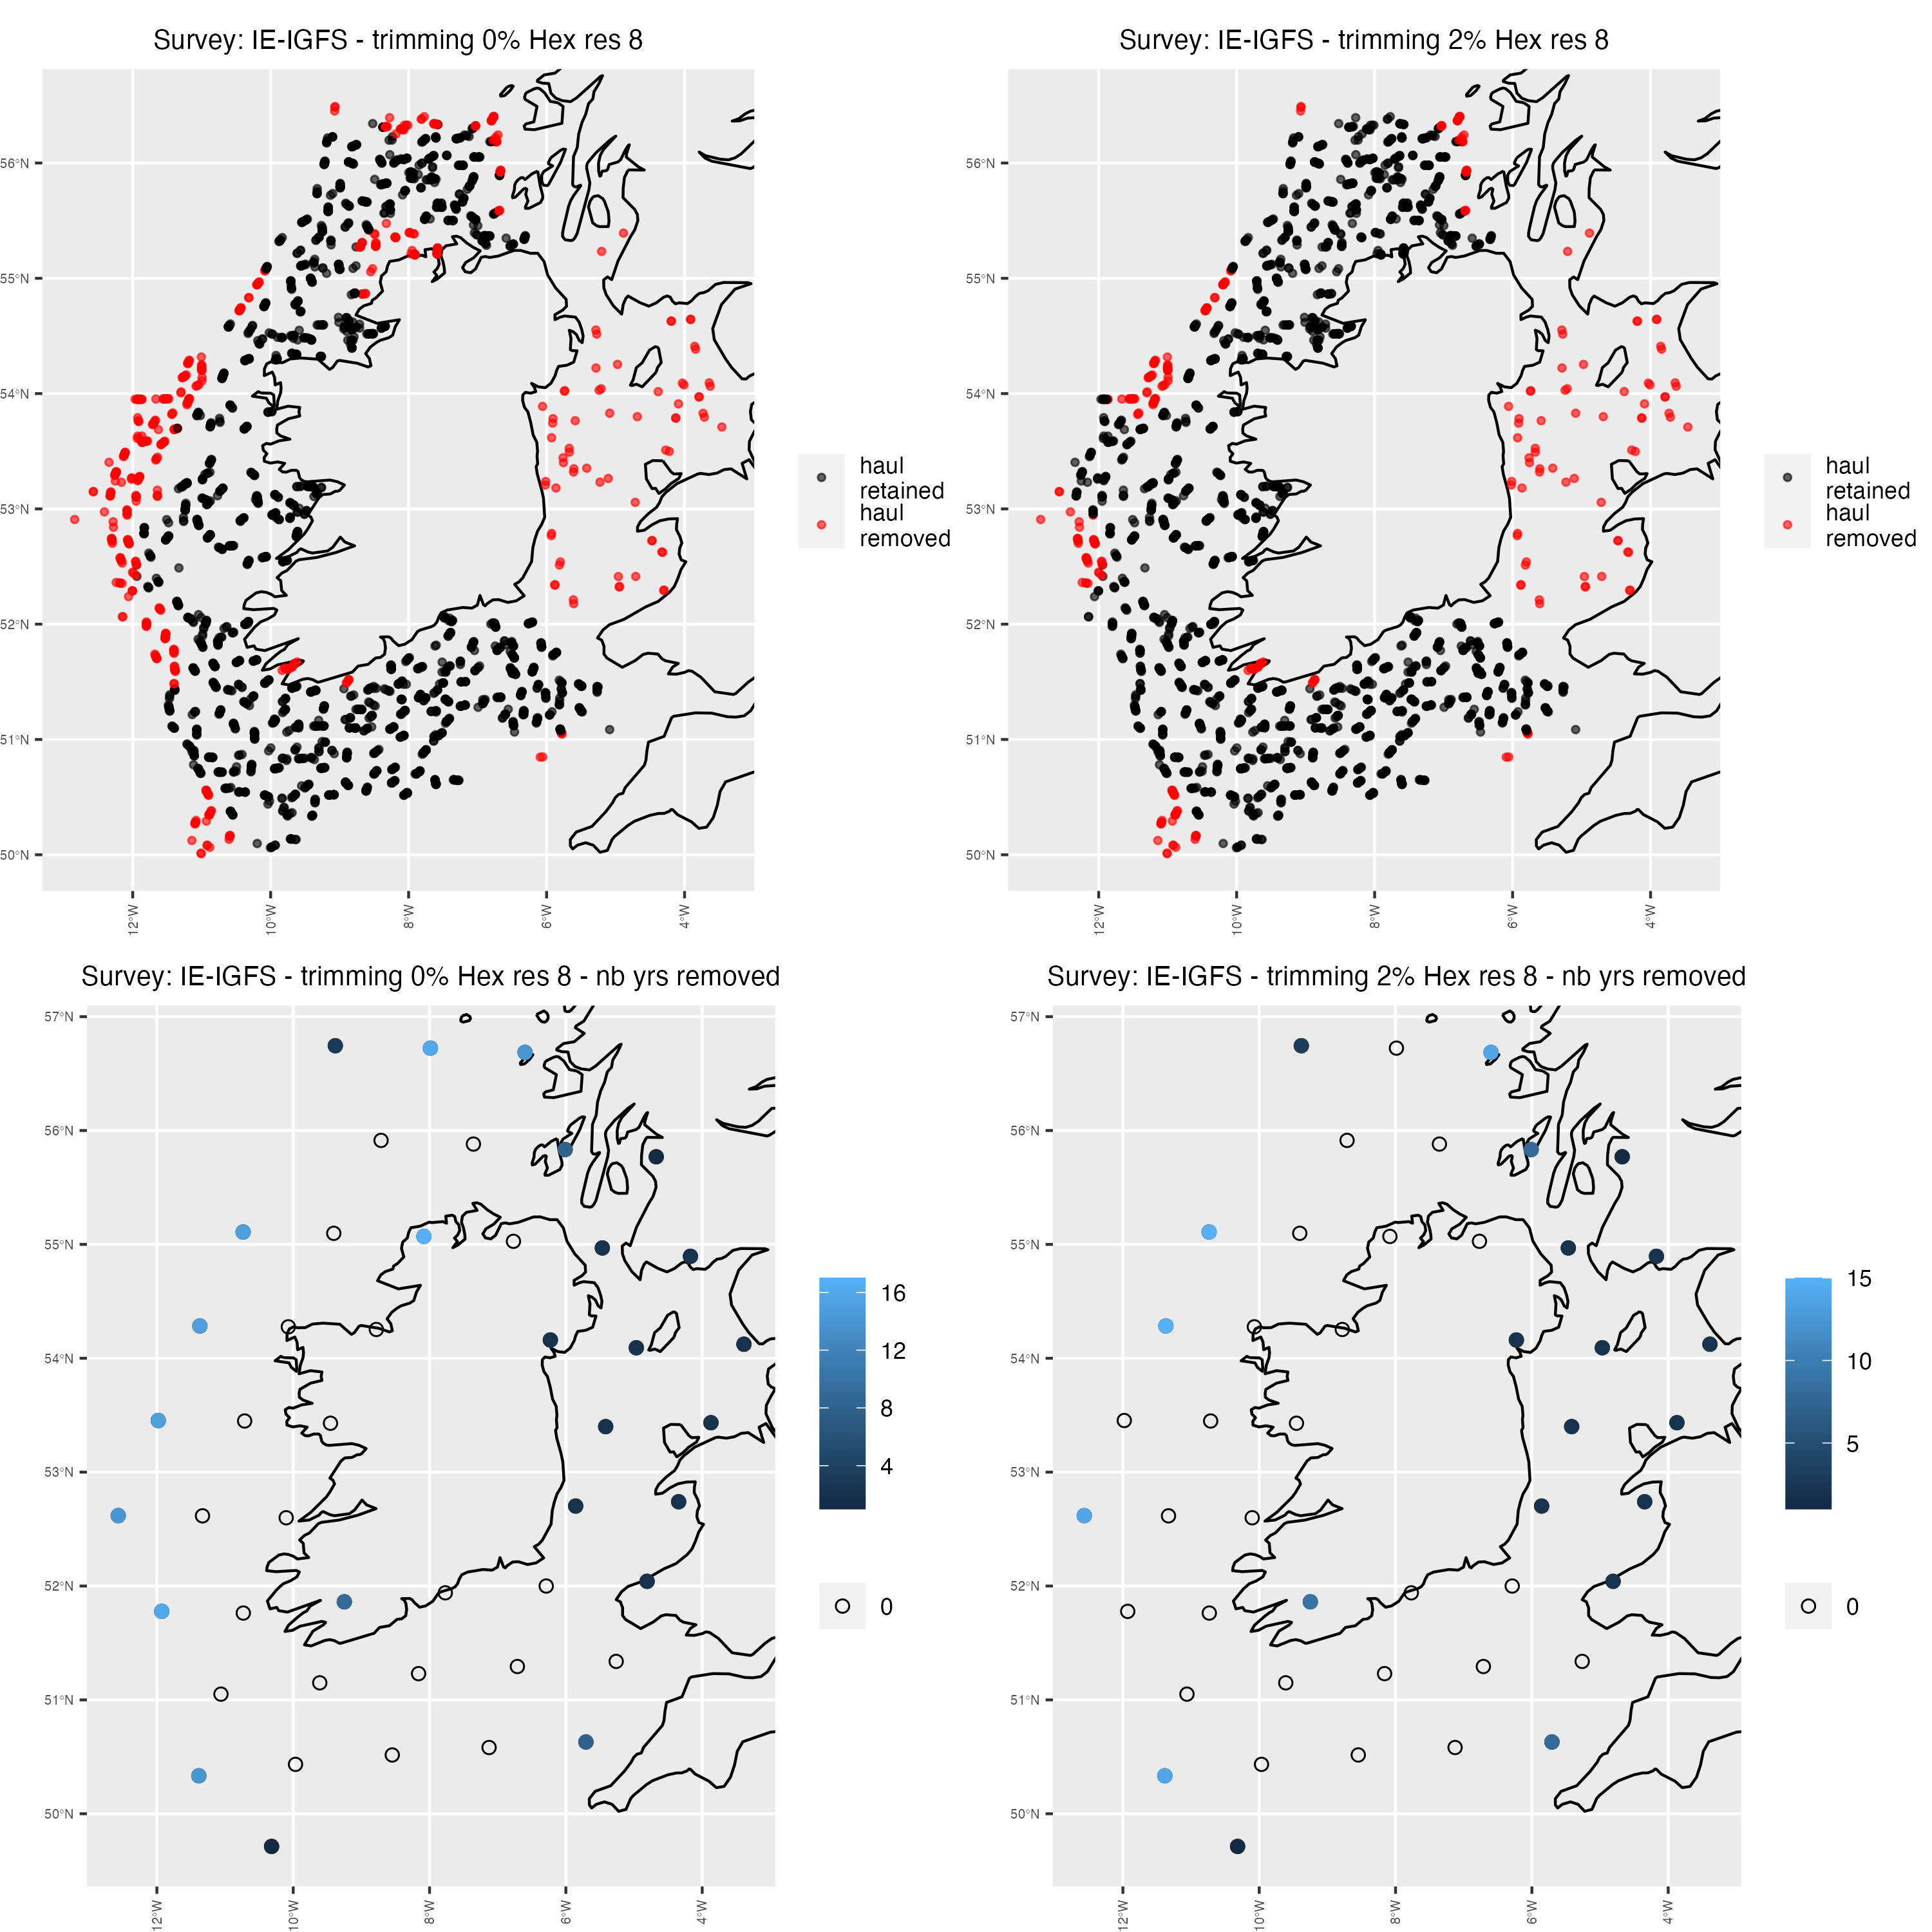 Survey: IE-IGFS - trimming 0% Hex res 8
56°N
55°N
54°N
53°N
52°N
51°N
50°N
12°W
10°W
8°W
6°W
4°W
haul
retained
haul
removed
Survey: IE-IGFS - trimming 2% Hex res 8
56°N
55°N
54°N
53°N
52°N
51°N
50°N
12°W
10°W
8°W
6°W
4°W
haul
retained
haul
removed
Survey: IE-IGFS - trimming 0% Hex res 8 - nb yrs removed
57°N
56°N
55°N
54°N
53°N
52°N
51°N
50°N
12°W
10°W
8°W
6°W
4°W
16
12
8
4
0
Survey: IE-IGFS - trimming 2% Hex res 8 - nb yrs removed
57°N
56°N
55°N
54°N
53°N
52°N
51°N
50°N
12°W
10°W
8°W
6°W
4°W
15
10
5
0